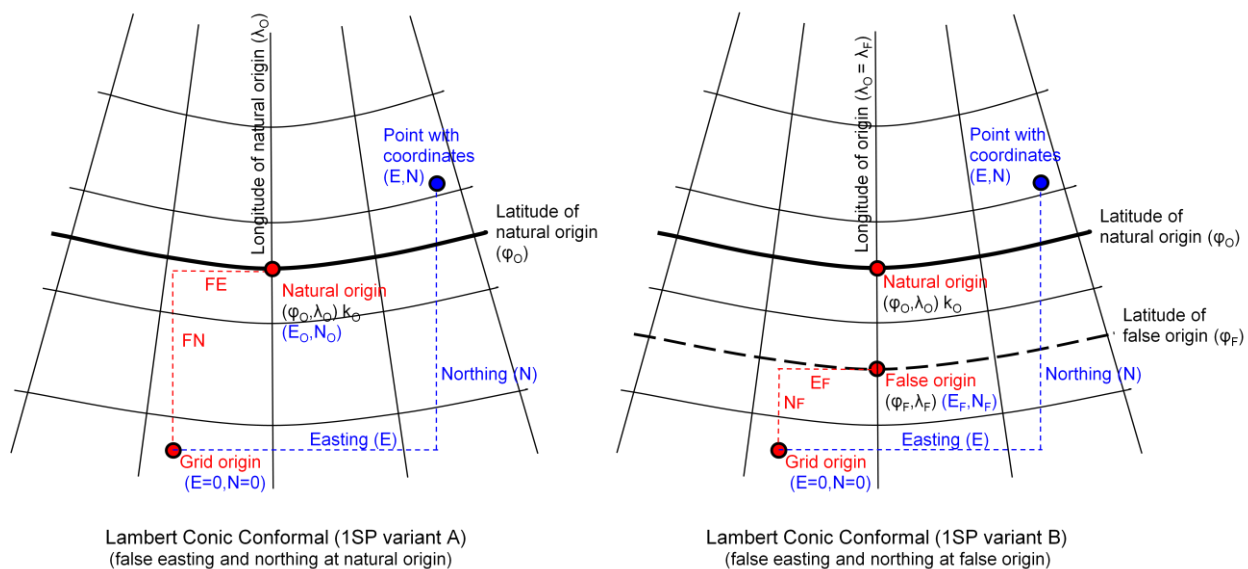 Longitude of natural origin (λO)
Point with
coordinates
(E,N)
Latitude of
natural origin
(φO)
FE
Natural origin
(φO,λO) kO
(EO,NO)
FN
Northing (N)
Easting (E)
Grid origin
(E=0,N=0)
Lambert Conic Conformal (1SP variant A)
(false easting and northing at natural origin)
Longitude of origin (λO = λF)
Point with
coordinates
(E,N)
Latitude of
natural origin (φO)
Natural origin
(φO,λO) kO
Latitude of
false origin (φF)
EF
NF
False origin
(φF,λF) (EF,NF)
Northing (N)
Easting (E)
Grid origin
(E=0,N=0)
Lambert Conic Conformal (1SP variant B)
(false easting and northing at false origin)